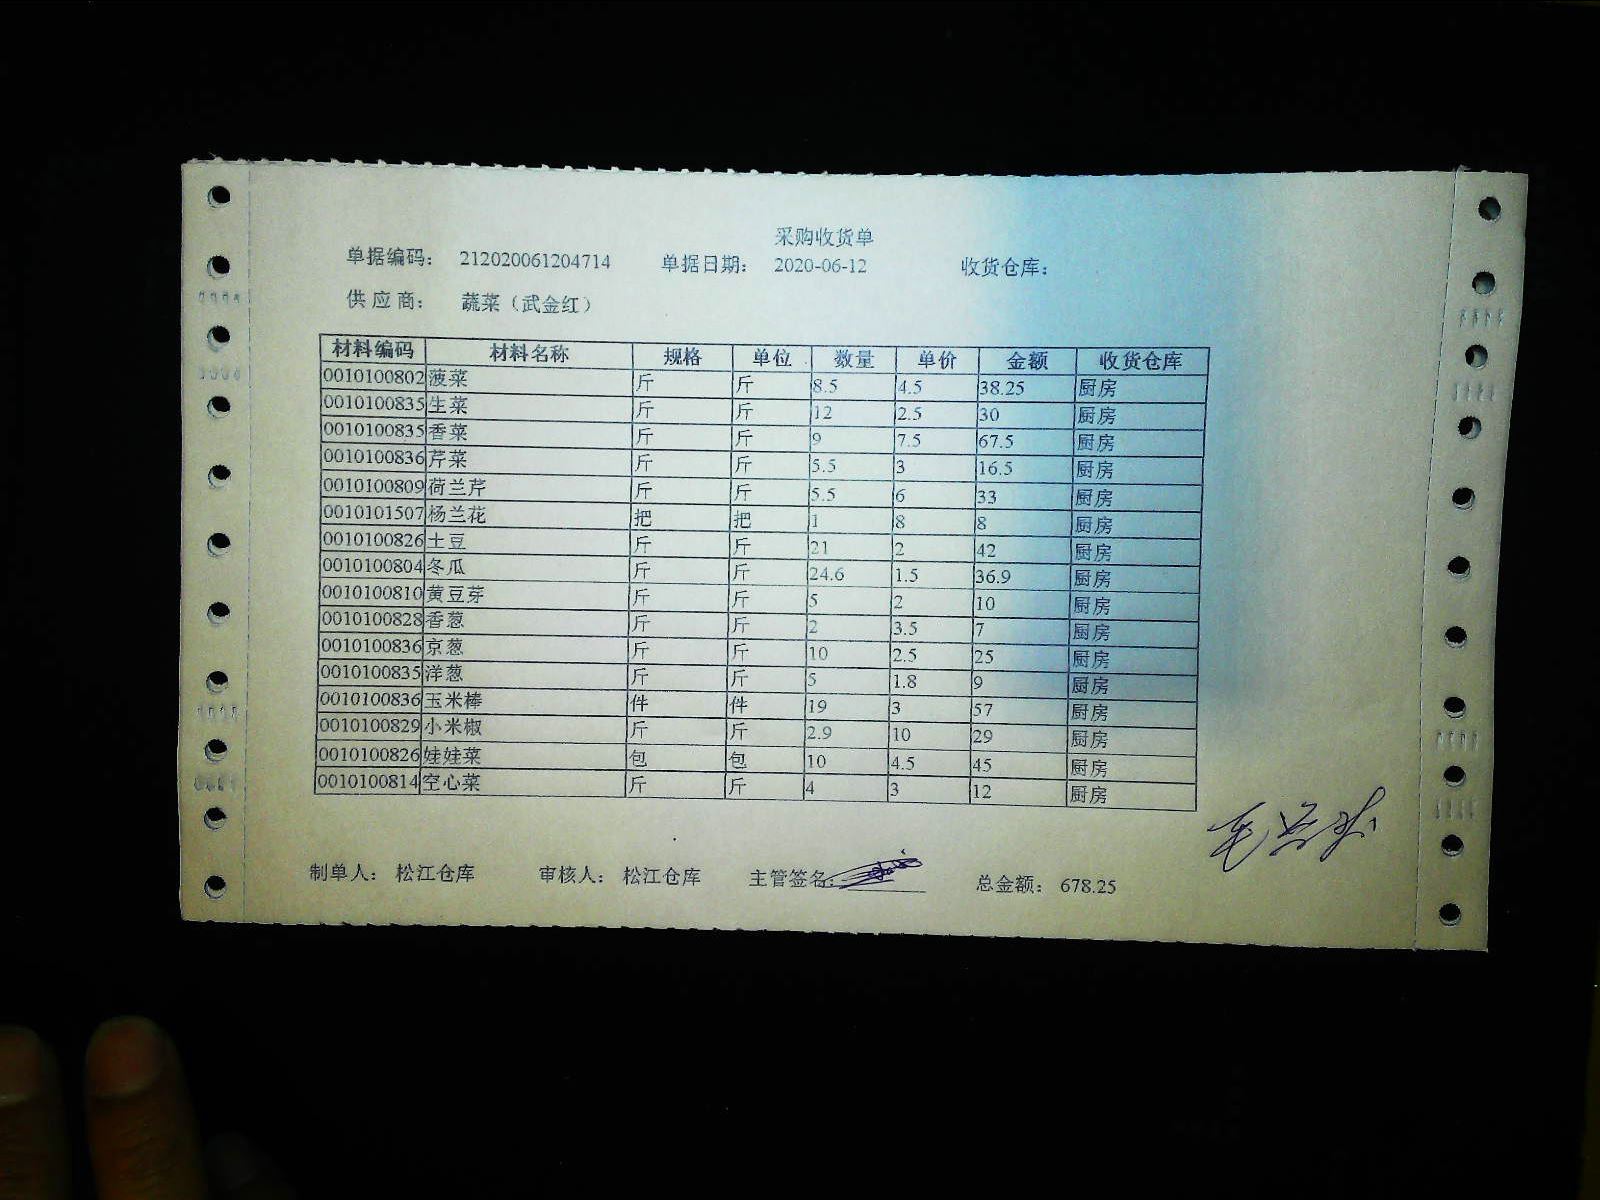 采购收货单
单据编码： 212020061204714 单据日期： 2020-06-12 收货仓库：
供应商： 蔬菜（武金红）
材料编码 材料名称 规格 单位 数量 单价 金额 收货仓库
0010100802 菠菜 斤 斤 8.5 4.5 38.25 厨房
0010100835 生菜 斤 斤 12 2.5 30 厨房
0010100835 香菜 斤 斤 9 7.5 67.5 厨房
0010100836 芹菜 斤 斤 5.5 3 16.5 厨房
0010100809 荷兰芹 斤 斤 5.5 6 33 厨房
0010101507 杨兰花 把 把 1 8 8 厨房
0010100826 土豆 斤 斤 21 2 42 厨房
0010100804 冬瓜 斤 斤 24.6 1.5 36.9 厨房
0010100810 黄豆芽 斤 斤 5 2 10 厨房
0010100828 香葱 斤 斤 2 3.5 7 厨房
0010100836 京葱 斤 斤 10 2.5 25 厨房
0010100835 洋葱 斤 斤 5 1.8 9 厨房
0010100836 玉米棒 件 件 19 3 57 厨房
0010100829 小米椒 斤 斤 2.9 10 29 厨房
0010100826 娃娃菜 包 包 10 4.5 45 厨房
0010100814 空心菜 斤 斤 4 3 12 厨房
制单人： 松江仓库 审核人： 松江仓库 主管签名： 总金额： 678.25